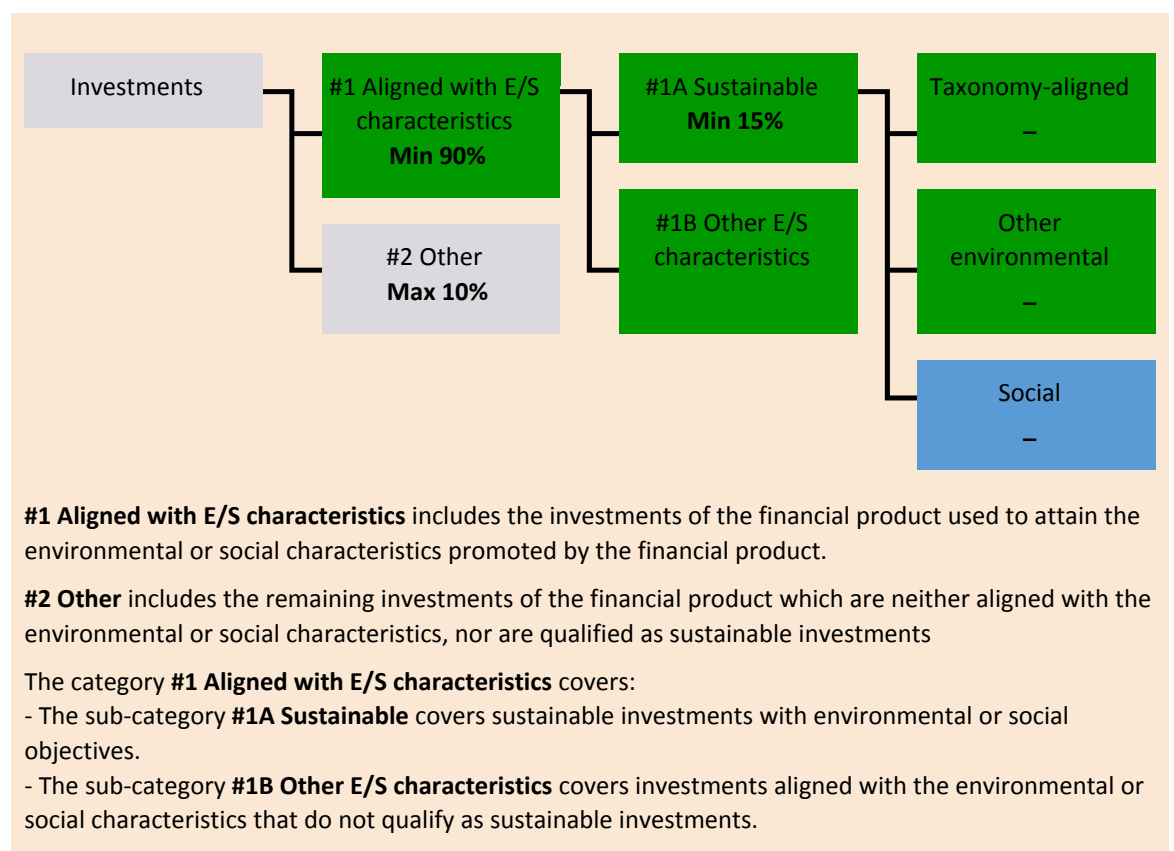 Investments
#1 Aligned with E/S
characteristics
Min 90%
#2 Other
Max 10%
#1A Sustainable
Min 15%
#1B Other E/S
characteristics
Taxonomy-aligned
–
Other
environmental
–
Social
–
#1 Aligned with E/S characteristics includes the investments of the financial product used to attain the
environmental or social characteristics promoted by the financial product.
#2 Other includes the remaining investments of the financial product which are neither aligned with the
environmental or social characteristics, nor are qualified as sustainable investments
The category #1 Aligned with E/S characteristics covers:
- The sub-category #1A Sustainable covers sustainable investments with environmental or social
objectives.
- The sub-category #1B Other E/S characteristics covers investments aligned with the environmental or
social characteristics that do not qualify as sustainable investments.